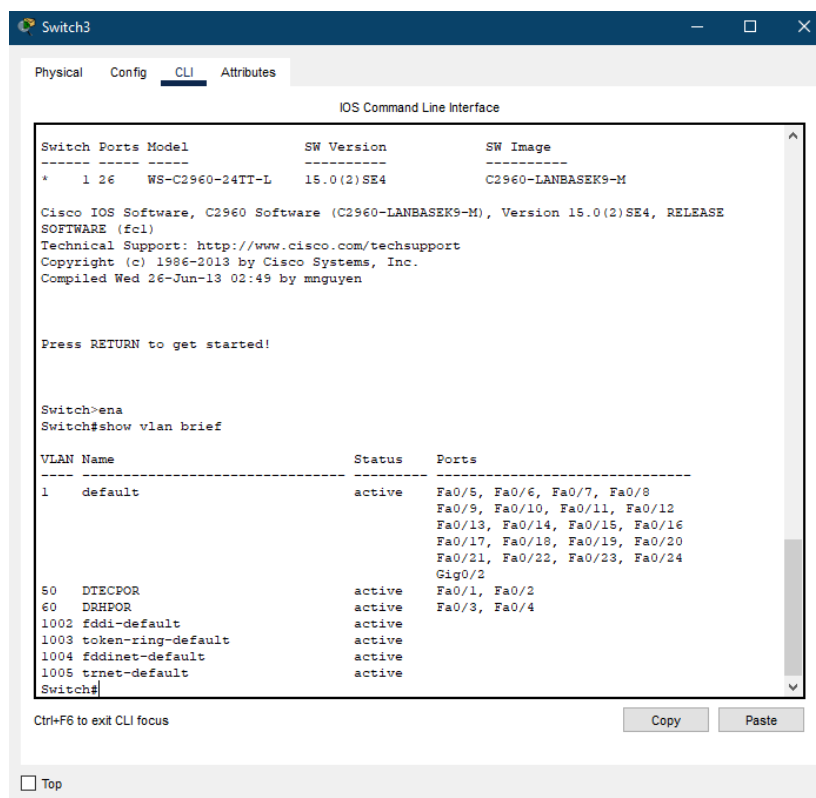 Switch3
Physical Config CLI Attributes
IOS Command Line Interface
Switch Ports Model SW Version SW Image
------ ----- ----- ---------- ----------
* 1 26 WS-C2960-24TT-L 15.0(2)SE4 C2960-LANBASEK9-M
Cisco IOS Software, C2960 Software (C2960-LANBASEK9-M), Version 15.0(2)SE4, RELEASE
SOFTWARE (fc1)
Technical Support: http://www.cisco.com/techsupport
Copyright (c) 1986-2013 by Cisco Systems, Inc.
Compiled Wed 26-Jun-13 02:49 by mnguyen
Press RETURN to get started!
Switch>ena
Switch#show vlan brief
VLAN Name Status Ports
---- -------------------------------- --------- -------------------------------
1 default active Fa0/5, Fa0/6, Fa0/7, Fa0/8
Fa0/9, Fa0/10, Fa0/11, Fa0/12
Fa0/13, Fa0/14, Fa0/15, Fa0/16
Fa0/17, Fa0/18, Fa0/19, Fa0/20
Fa0/21, Fa0/22, Fa0/23, Fa0/24
Gig0/2
50 DTECPOR active Fa0/1, Fa0/2
60 DRHPOR active Fa0/3, Fa0/4
1002 fddi-default active
1003 token-ring-default active
1004 fddinet-default active
1005 trnet-default active
Switch#
Ctrl+F6 to exit CLI focus
Copy Paste
Top